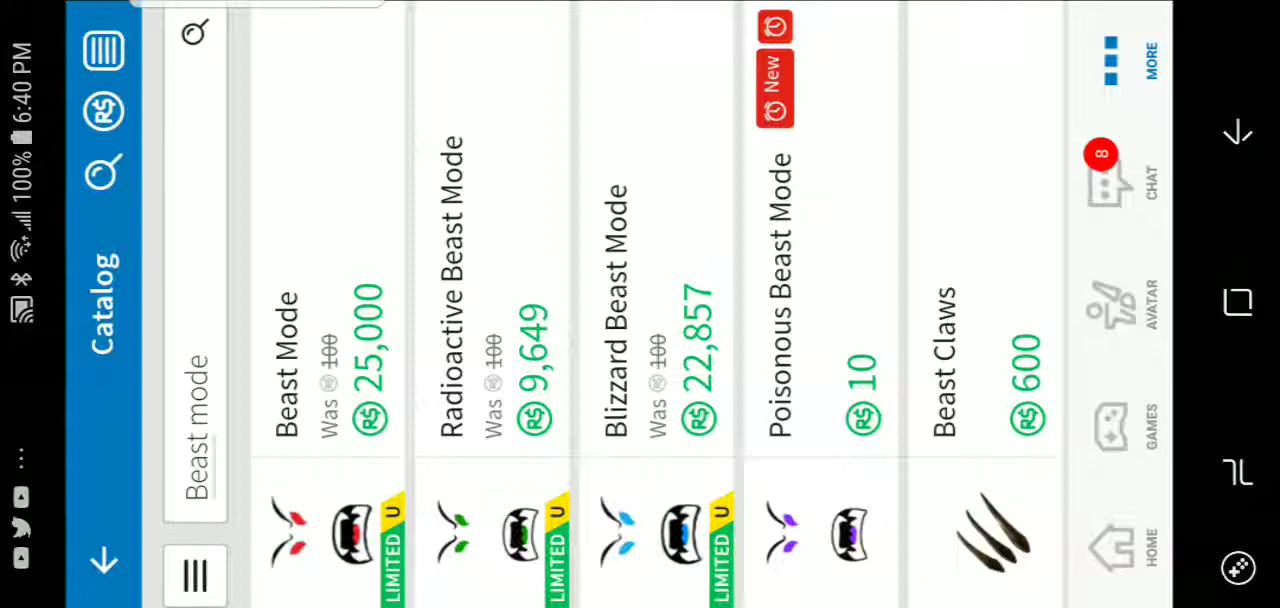 100% 6:40 PM
Catalog
R$
Beast mode
Beast Mode
Was 100
R$ 25,000
LIMITED U
Radioactive Beast Mode
Was 100
R$ 9,649
LIMITED U
Blizzard Beast Mode
Was 100
R$ 22,857
LIMITED U
Poisonous Beast Mode
New
R$ 10
Beast Claws
R$ 600
8
HOME
GAMES
AVATAR
CHAT
MORE